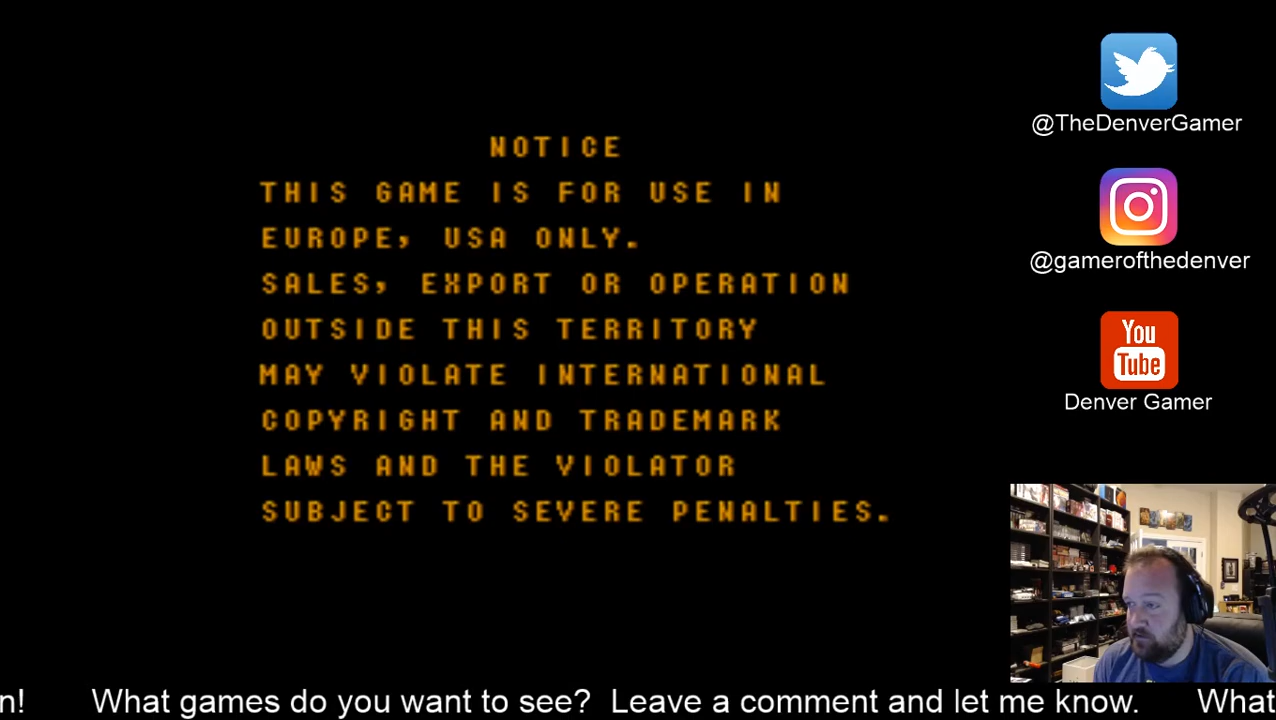 NOTICE
THIS GAME IS FOR USE IN
EUROPE, USA ONLY.
SALES, EXPORT OR OPERATION
OUTSIDE THIS TERRITORY
MAY VIOLATE INTERNATIONAL
COPYRIGHT AND TRADEMARK
LAWS AND THE VIOLATOR
SUBJECT TO SEVERE PENALTIES.
@TheDenverGamer
@gamerofthedenver
You
Tube
Denver Gamer
n! What games do you want to see? Leave a comment and let me know. What